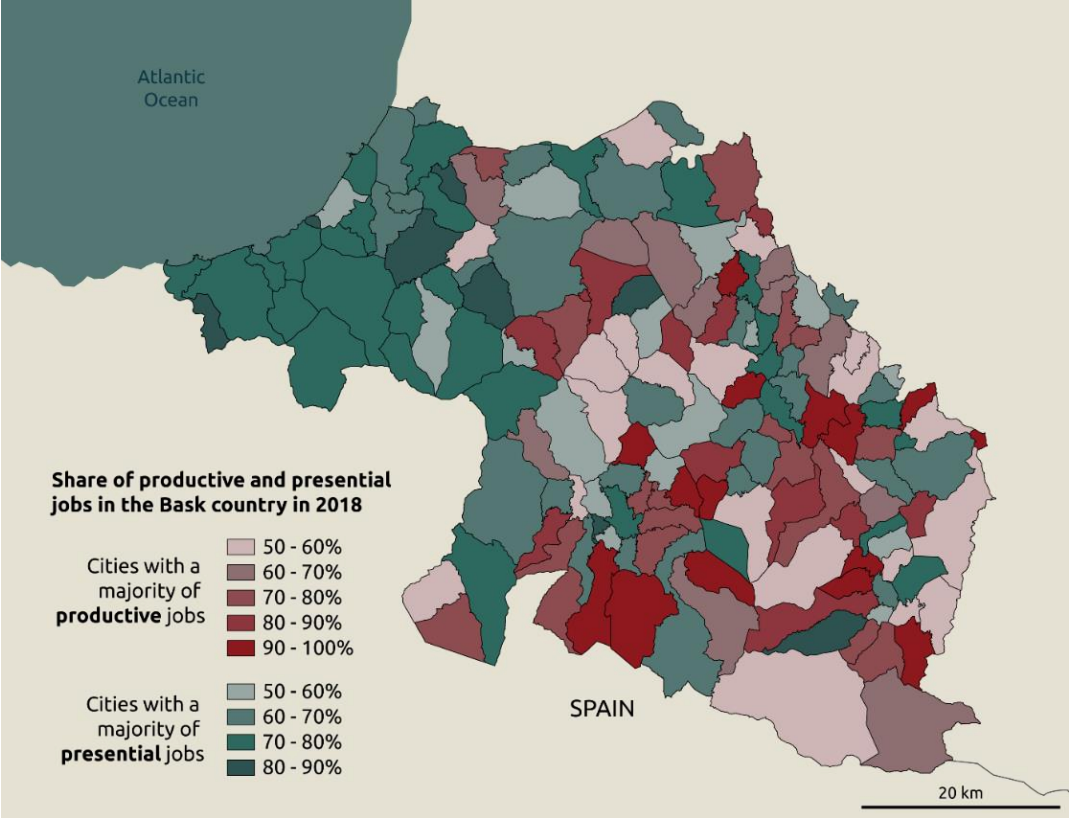 Atlantic
Ocean
Share of productive and presential
jobs in the Bask country in 2018
Cities with a
majority of
productive jobs
50 - 60%
60 - 70%
70 - 80%
80 - 90%
90 - 100%
Cities with a
majority of
presential jobs
50 - 60%
60 - 70%
70 - 80%
80 - 90%
SPAIN
20 km